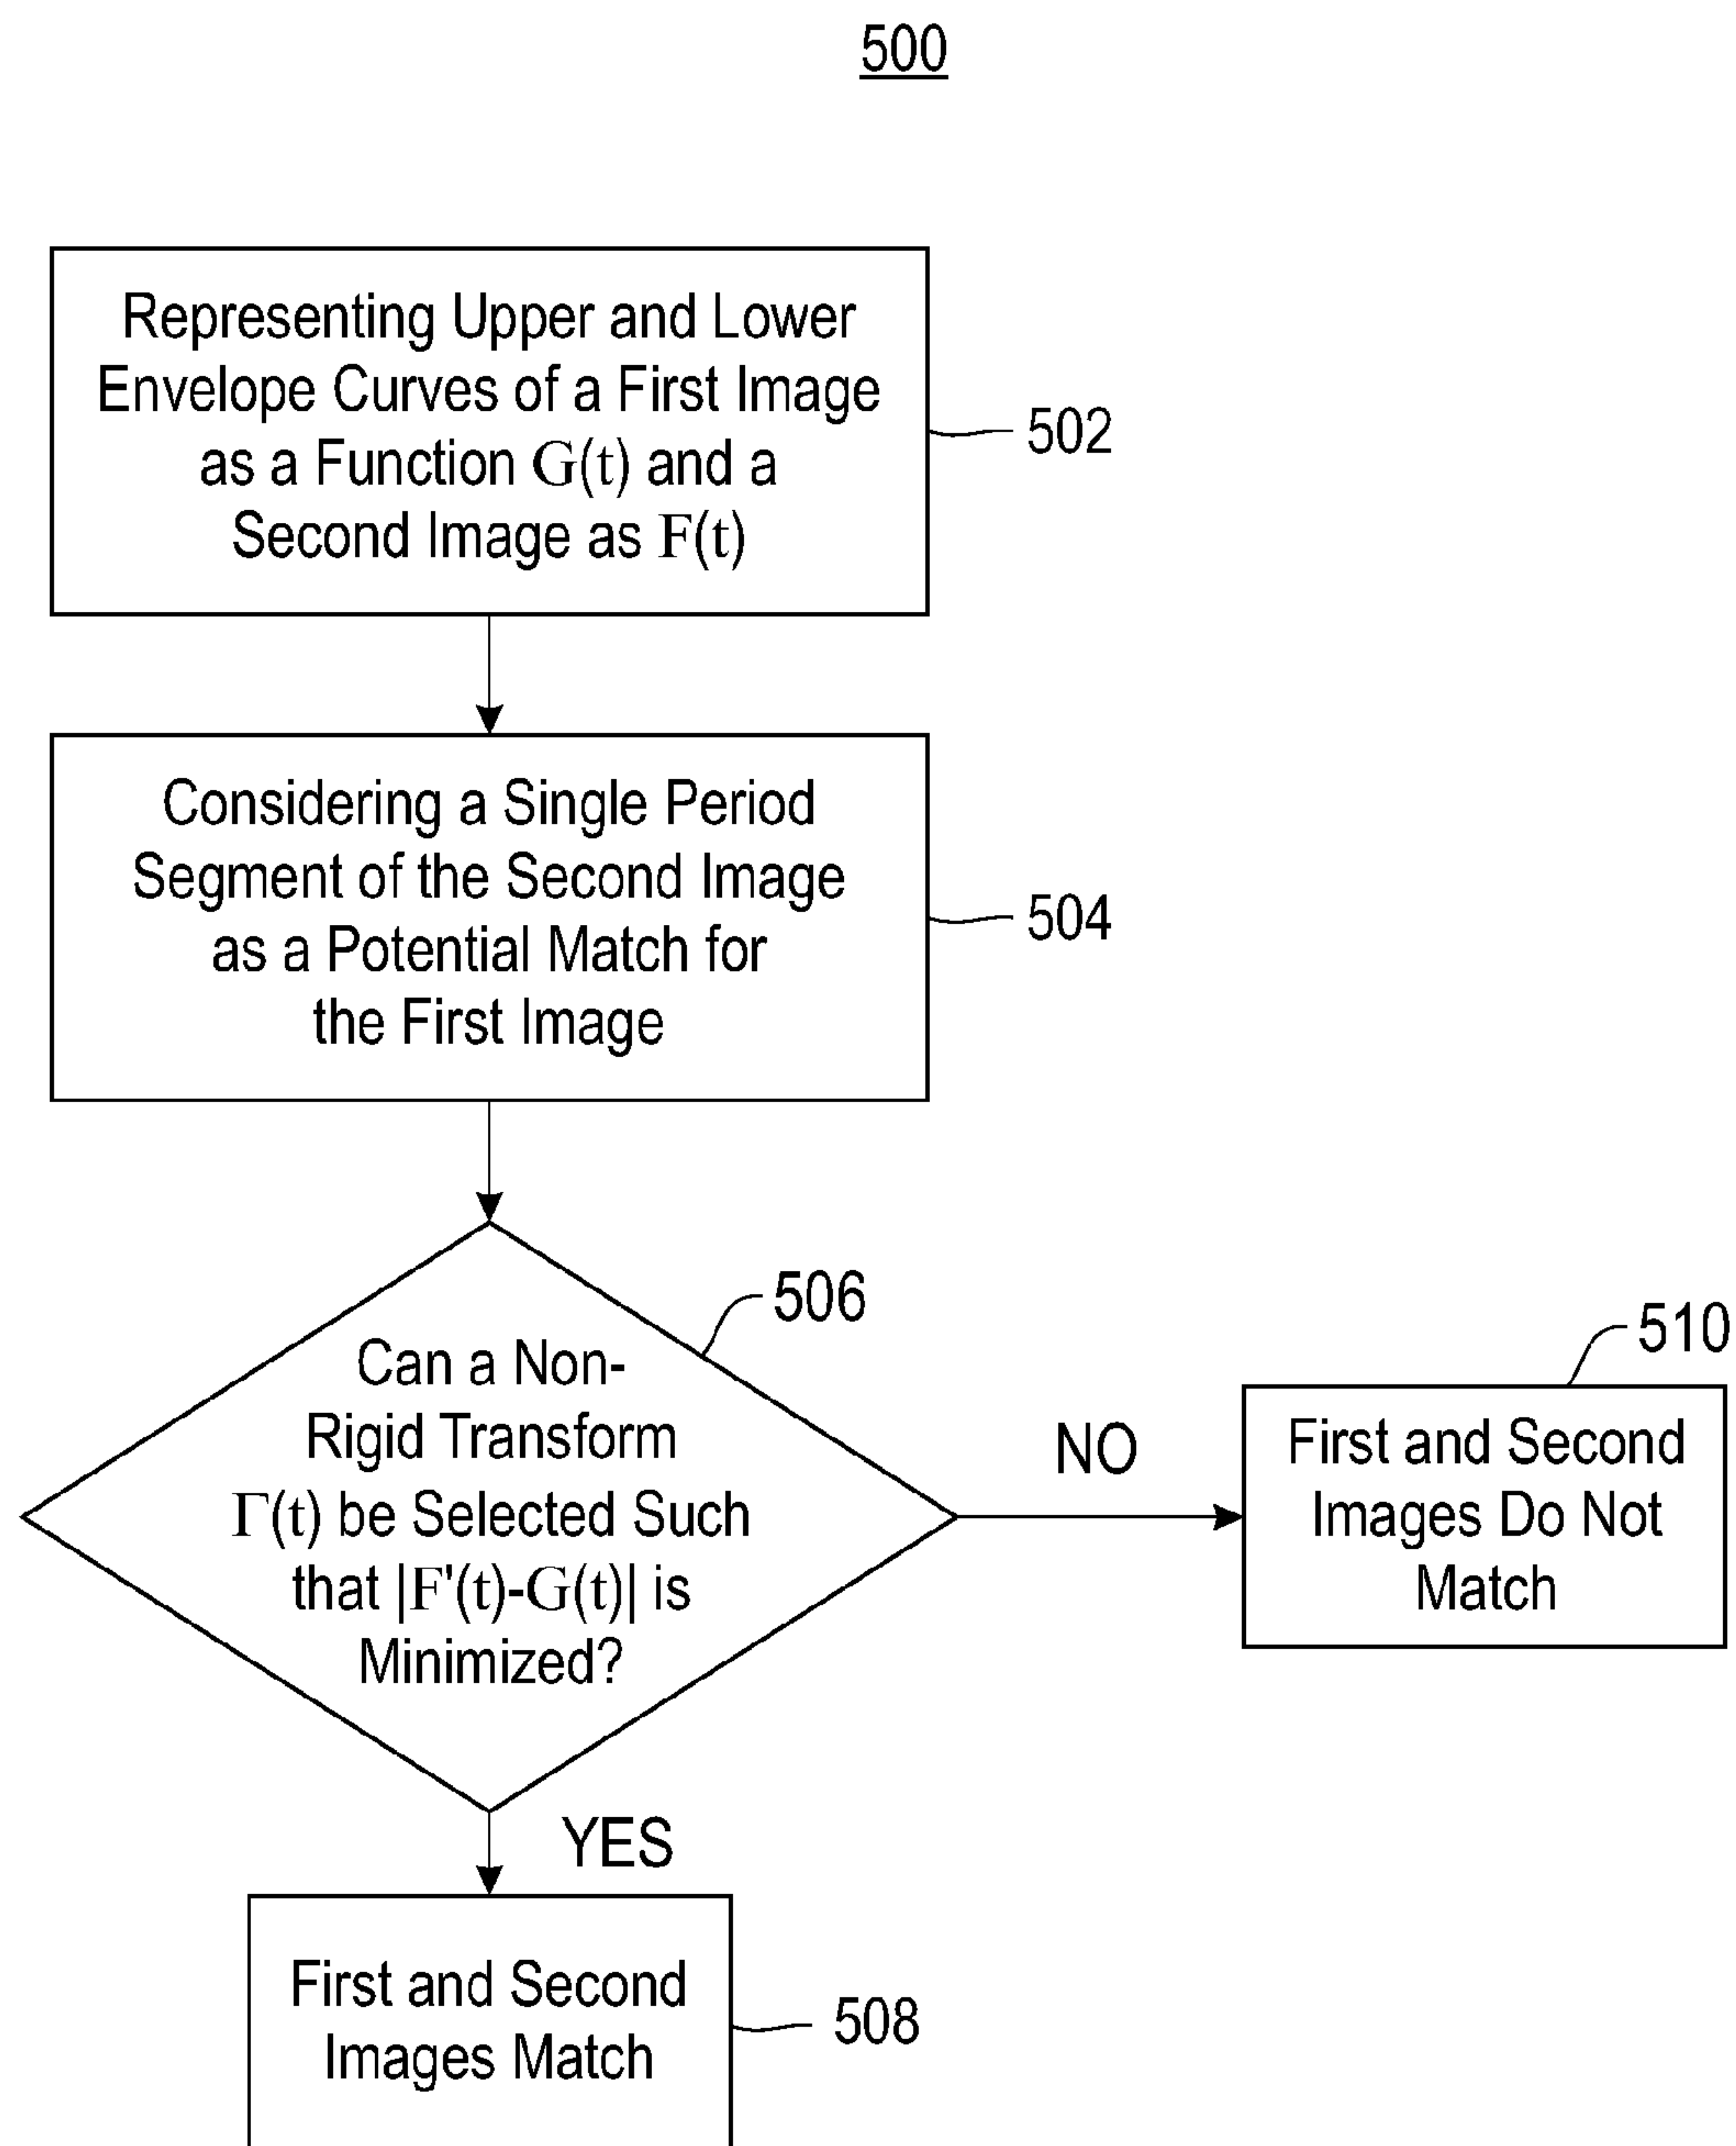 500
Representing Upper and Lower
Envelope Curves of a First Image
as a Function G(t) and a
Second Image as F(t)
502
Considering a Single Period
Segment of the Second Image
as a Potential Match for
the First Image
504
506
Can a Non-
Rigid Transform
Γ(t) be Selected Such
that |F'(t)-G(t)| is
Minimized?
NO
510
First and Second
Images Do Not
Match
YES
First and Second
Images Match
508